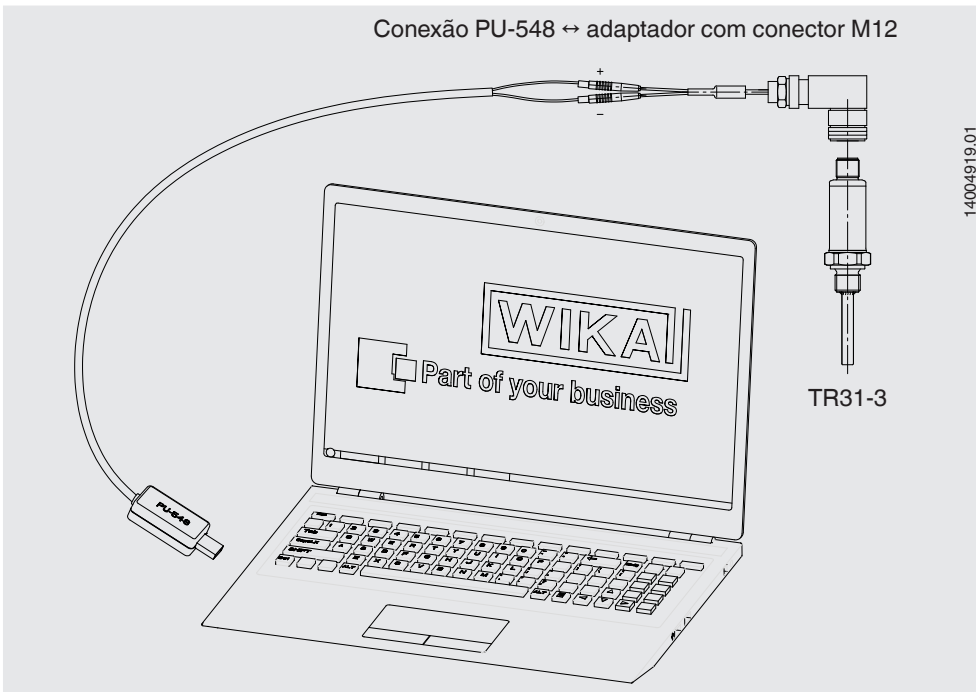 Conexão PU-548 ↔ adaptador com conector M12
+
–
14004919.01
WIKA
Part of your business
TR31-3
PU-548